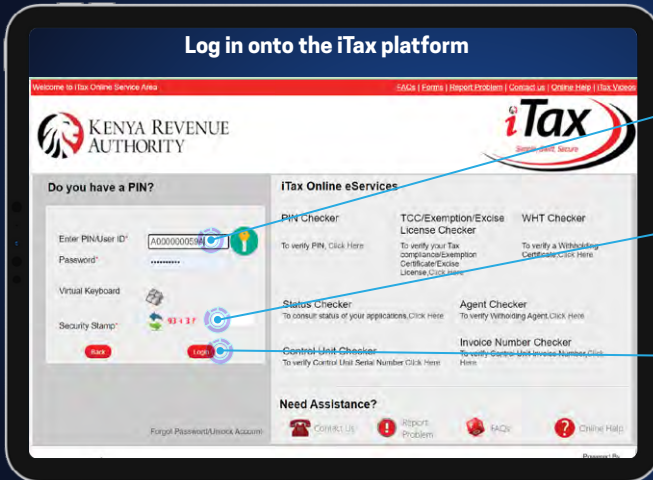 Log in onto the iTax platform
Welcome to iTax Online Service Area
FAQs | Forms | Report Problem | Contact us | Online Help | iTax Videos
KENYA REVENUE
AUTHORITY
iTax
Simple, Swift, Secure
Do you have a PIN?
Enter PIN/User ID*
Password*
..........
Virtual Keyboard
Security Stamp*
Back
Login
Forgot Password/Unlock Account
iTax Online eServices
PIN Checker
To verify PIN, Click Here
TCC/Exemption/Excise
License Checker
To verify your Tax
compliance/Exemption
Certificate/Excise
License,Click Here
WHT Checker
To verify a Withholding
Certificate,Click Here
Status Checker
To consult status of your applications,Click Here
Agent Checker
To verify Witholding Agent,Click Here
Control Unit Checker
To verify Control Unit Serial Number Click Here
Invoice Number Checker
To verify Control Unit Invoice Number,Click
Here
Need Assistance?
Contact Us
Report
Problem
FAQs
Online Help
Powered By